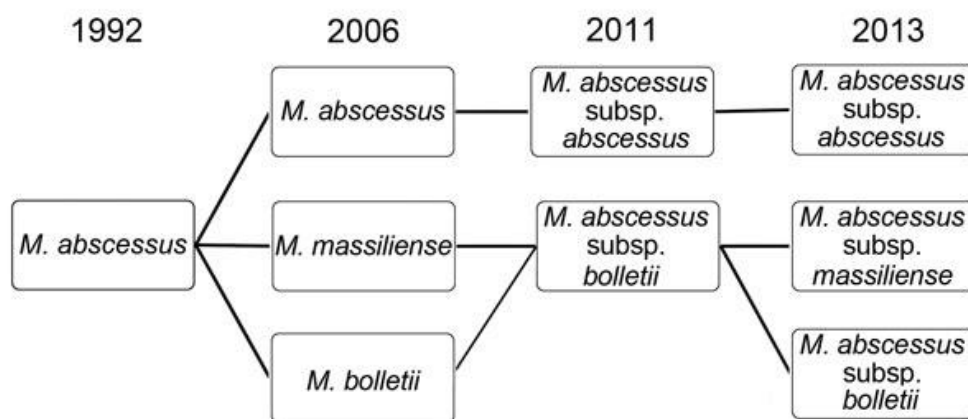 1992
2006
2011
2013
M. abscessus
M. abscessus
M. massiliense
M. bolletii
M. abscessus
subsp.
abscessus
M. abscessus
subsp.
bolletii
M. abscessus
subsp.
abscessus
M. abscessus
subsp.
massiliense
M. abscessus
subsp.
bolletii